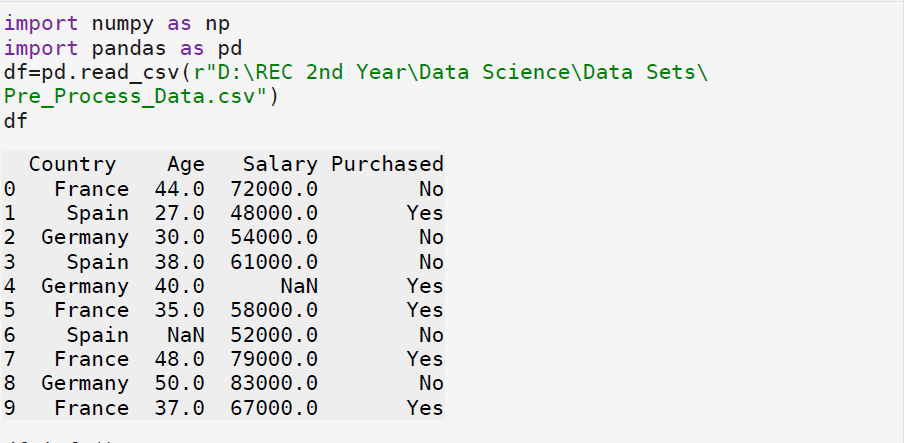 import numpy as np
import pandas as pd
df=pd.read_csv(r"D:\REC 2nd Year\Data Science\Data Sets\
Pre_Process_Data.csv")
df
Country Age Salary Purchased
0 France 44.0 72000.0 No
1 Spain 27.0 48000.0 Yes
2 Germany 30.0 54000.0 No
3 Spain 38.0 61000.0 No
4 Germany 40.0 NaN Yes
5 France 35.0 58000.0 Yes
6 Spain NaN 52000.0 No
7 France 48.0 79000.0 Yes
8 Germany 50.0 83000.0 No
9 France 37.0 67000.0 Yes